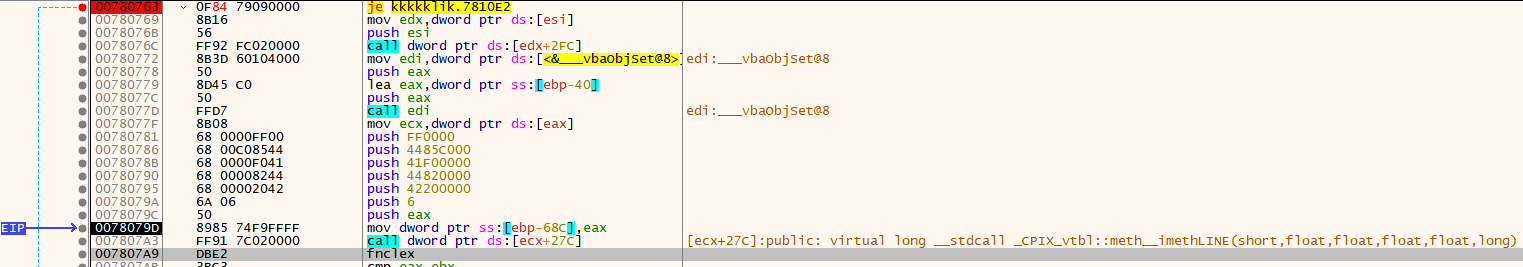 00780763 0F84 79090000 je kkkkklik.7810E2
00780769 8B16 mov edx,dword ptr ds:[esi]
0078076B 56 push esi
0078076C FF92 FC020000 call dword ptr ds:[edx+2FC]
00780772 8B3D 60104000 mov edi,dword ptr ds:[<&___vbaObjSet@8>] edi:___vbaObjSet@8
00780778 50 push eax
00780779 8D45 C0 lea eax,dword ptr ss:[ebp-40]
0078077C 50 push eax
0078077D FFD7 call edi edi:___vbaObjSet@8
0078077F 8B08 mov ecx,dword ptr ds:[eax]
00780781 68 0000FF00 push FF0000
00780786 68 00C08544 push 4485C000
0078078B 68 0000F041 push 41F00000
00780790 68 00008244 push 44820000
00780795 68 00002042 push 42200000
0078079A 6A 06 push 6
0078079C 50 push eax
EIP 0078079D 8985 74F9FFFF mov dword ptr ss:[ebp-68C],eax
007807A3 FF91 7C020000 call dword ptr ds:[ecx+27C] [ecx+27C]:public: virtual long __stdcall _CPIX_vtbl::meth__imethLINE(short,float,float,float,float,long)
007807A9 DBE2 fnclex
007807AB 3BC3 cmp eax,ebx